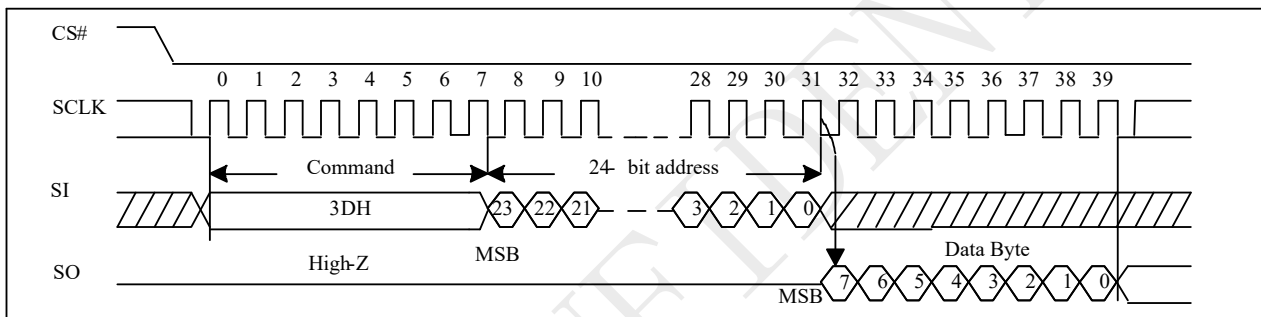 CS#
0 1 2 3 4 5 6 7 8 9 10 28 29 30 31 32 33 34 35 36 37 38 39
SCLK
Command 24- bit address
SI
3DH 23 22 21 3 2 1 0
High-Z MSB Data Byte
SO
MSB 7 6 5 4 3 2 1 0